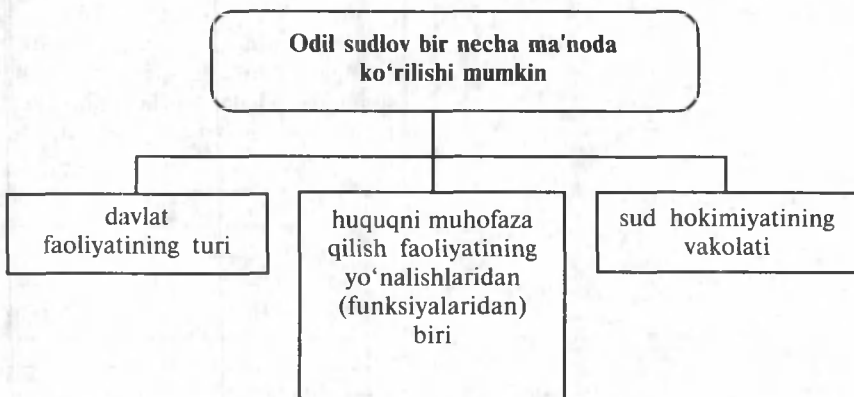 Odil sudlov bir necha ma'noda
ko‘rilishi mumkin
davlat
faoliyatining turi
huquqni muhofaza
qilish faoliyatining
yo‘nalishlaridan
(funksiyalaridan)
biri
sud hokimiyatining
vakolati